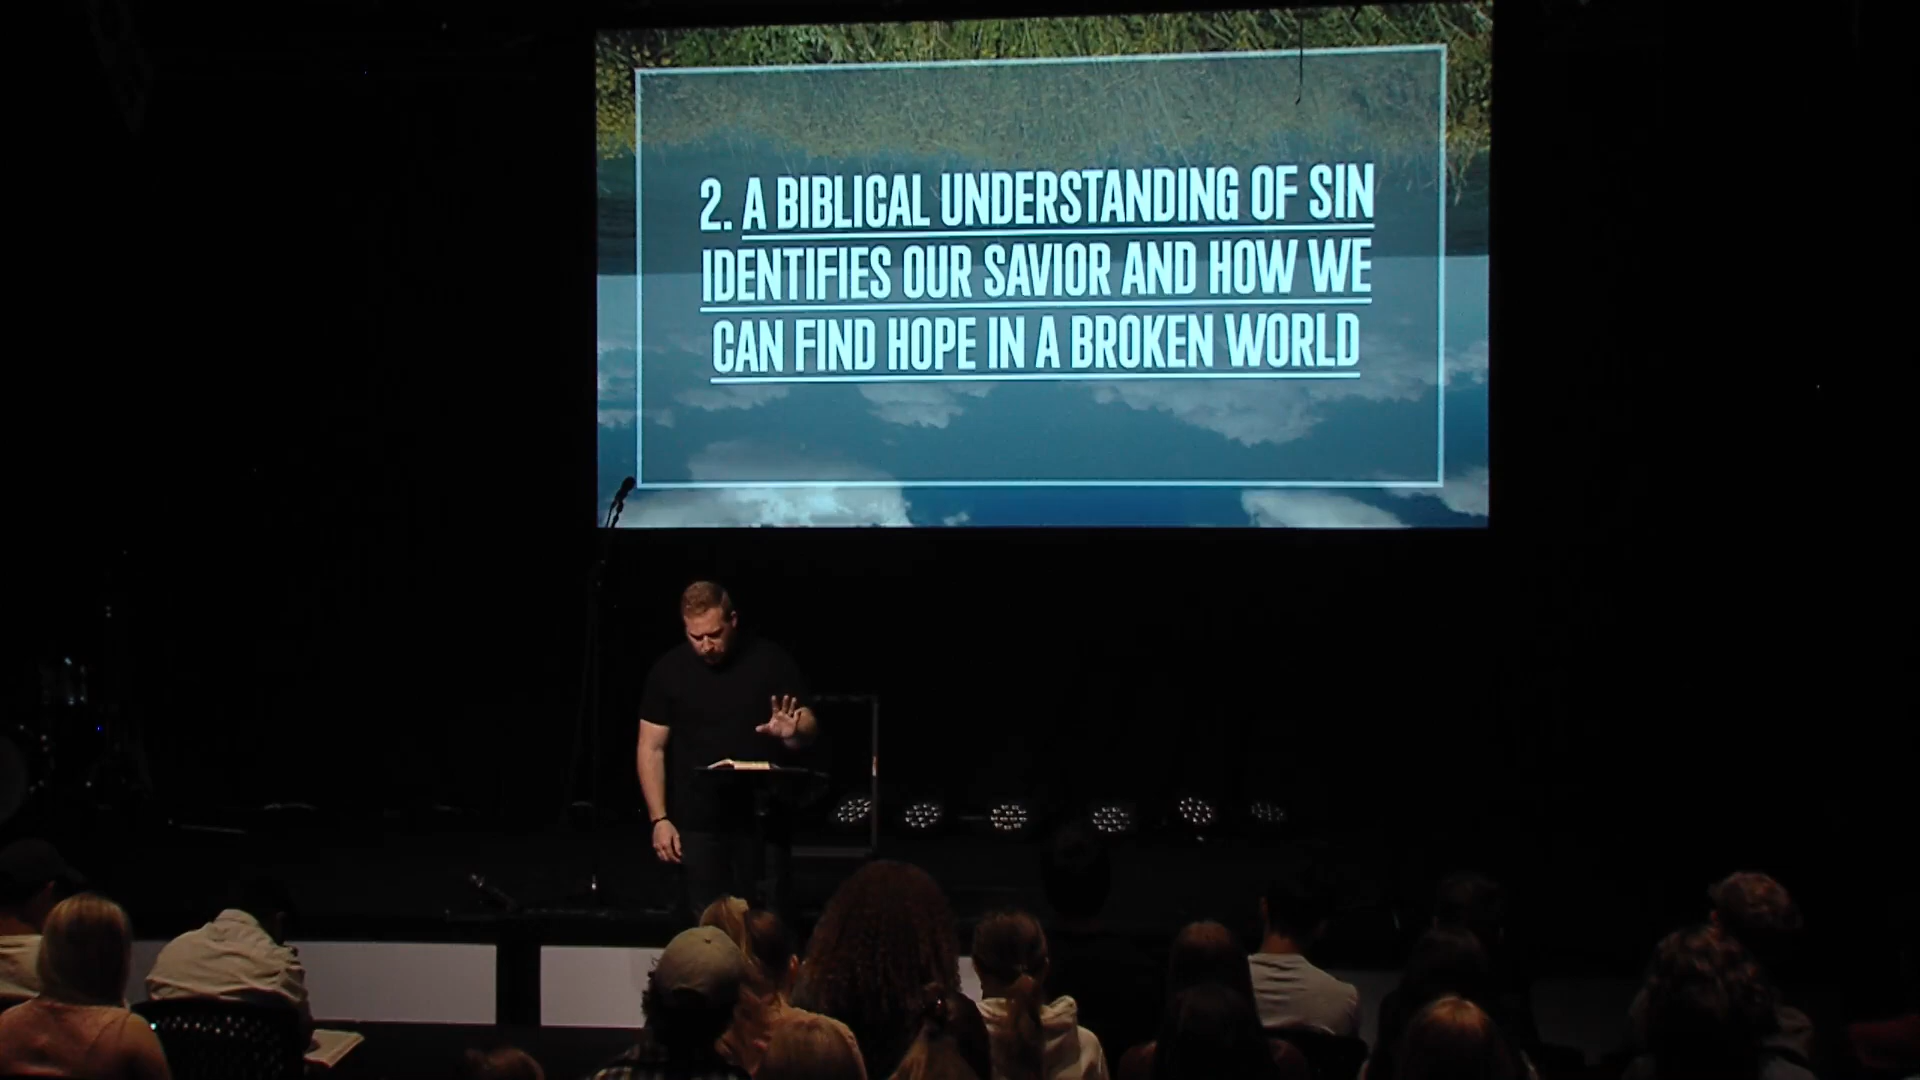 2. A BIBLICAL UNDERSTANDING OF SIN
IDENTIFIES OUR SAVIOR AND HOW WE
CAN FIND HOPE IN A BROKEN WORLD